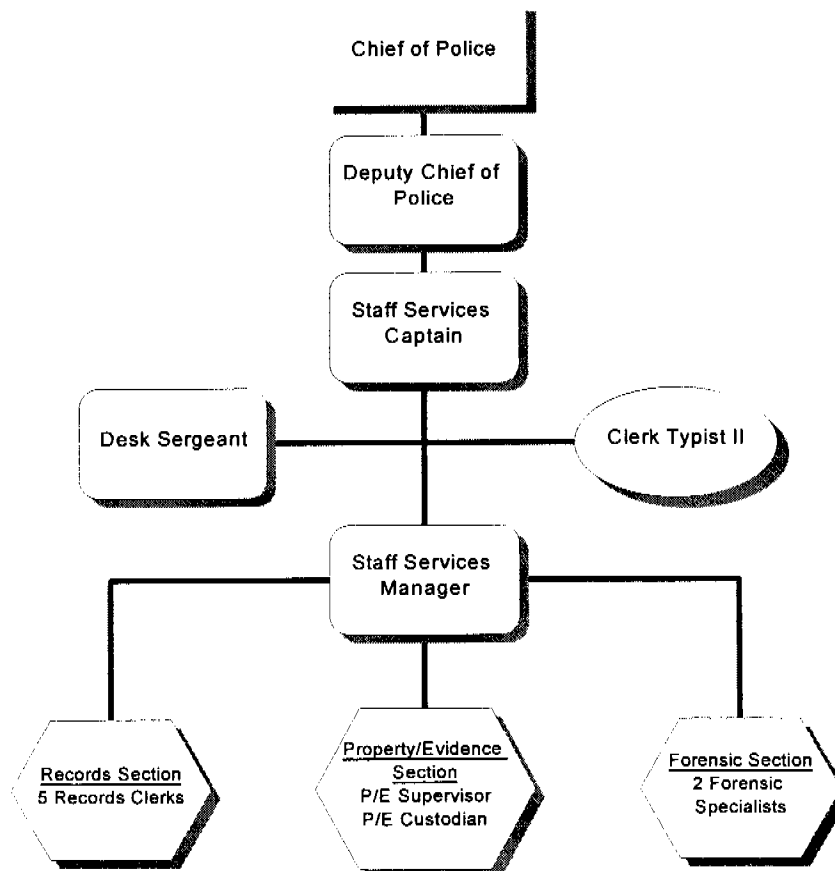 Chief of Police
Deputy Chief of
Police
Staff Services
Captain
Desk Sergeant
Clerk Typist II
Staff Services
Manager
Records Section
5 Records Clerks
Property/Evidence
Section
P/E Supervisor
P/E Custodian
Forensic Section
2 Forensic
Specialists